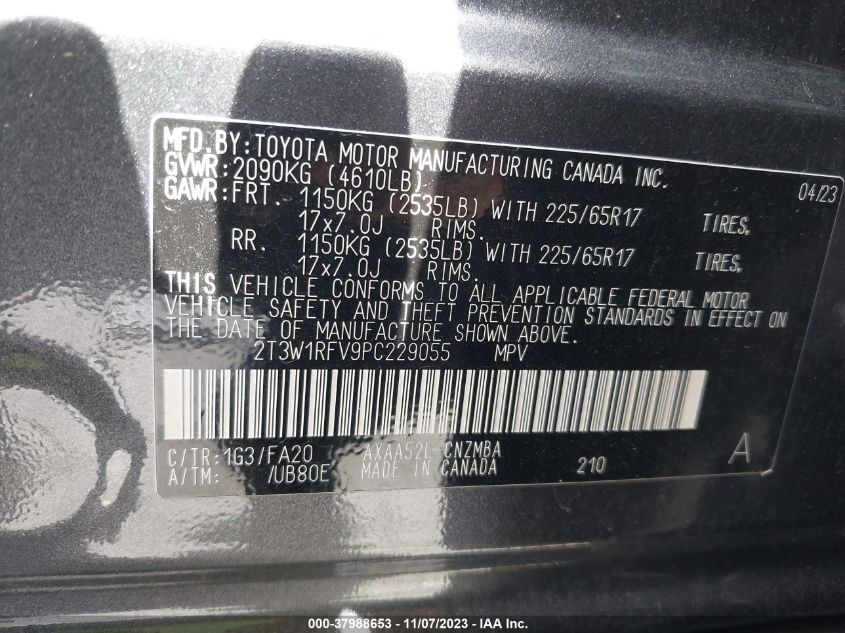 MFD.BY:TOYOTA MOTOR MANUFACTURING CANADA INC.
GVWR:2090KG (4610LB) 04/23
GAWR:FRT. 1150KG (2535LB) WITH 225/65R17 TIRES,
17x7.0J RIMS.
RR. 1150KG (2535LB) WITH 225/65R17 TIRES,
17x7.0J RIMS.
THIS VEHICLE CONFORMS TO ALL APPLICABLE FEDERAL MOTOR
VEHICLE SAFETY AND THEFT PREVENTION STANDARDS IN EFFECT ON
THE DATE OF MANUFACTURE SHOWN ABOVE.
2T3W1RFV9PC229055 MPV
C/TR:1G3/FA20 AXAA52L-CNZMBA
A/TM: /UB80E MADE IN CANADA 210 A
000-37988653 — 11/07/2023 — IAA Inc.